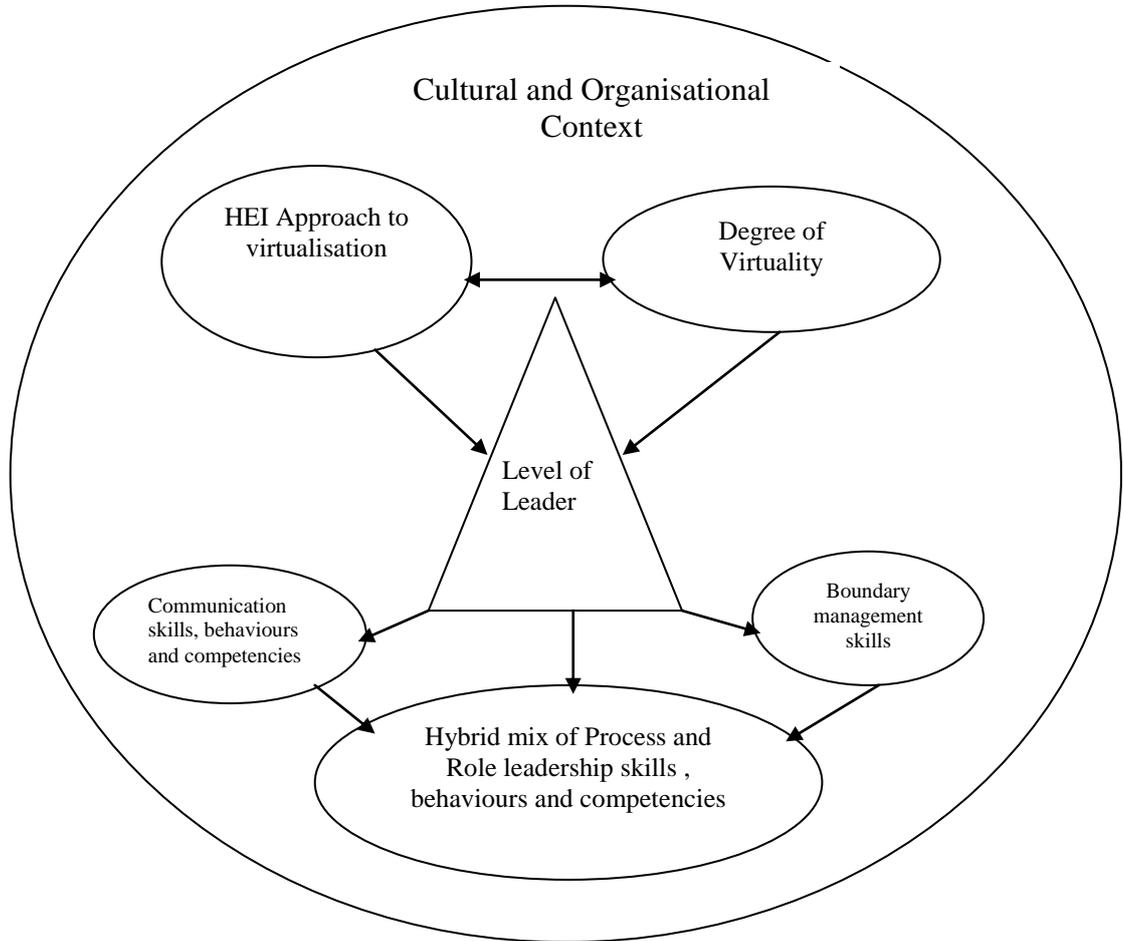 Cultural and Organisational
Context
HEI Approach to
virtualisation
Degree of
Virtuality
Level of
Leader
Communication
skills, behaviours
and competencies
Boundary
management
skills
Hybrid mix of Process and
Role leadership skills ,
behaviours and competencies